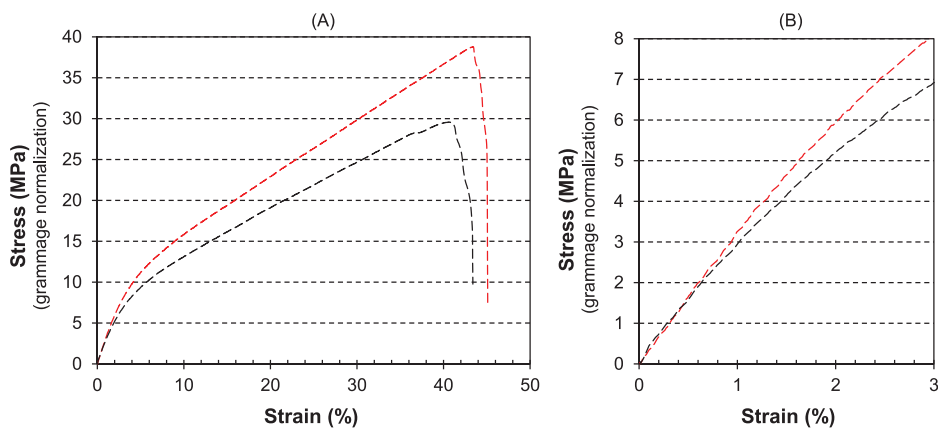 (A)
40
35
30
25
20
15
10
5
0
Stress (MPa)
(grammage normalization)
0 10 20 30 40 50
Strain (%)
(B)
8
7
6
5
4
3
2
1
0
Stress (MPa)
(grammage normalization)
0 1 2 3
Strain (%)